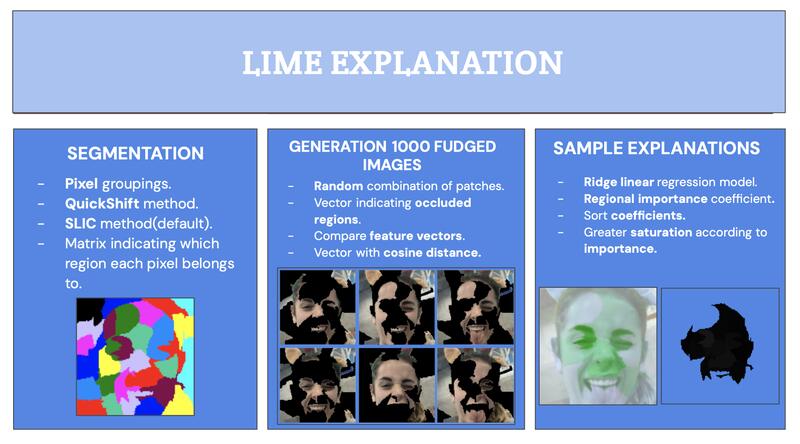 LIME EXPLANATION
SEGMENTATION
- Pixel groupings.
- QuickShift method.
- SLIC method(default).
- Matrix indicating which
region each pixel belongs
to.
GENERATION 1000 FUDGED
IMAGES
- Random combination of patches.
- Vector indicating occluded
regions.
- Compare feature vectors.
- Vector with cosine distance.
SAMPLE EXPLANATIONS
- Ridge linear regression model.
- Regional importance coefficient.
- Sort coefficients.
- Greater saturation according to
importance.